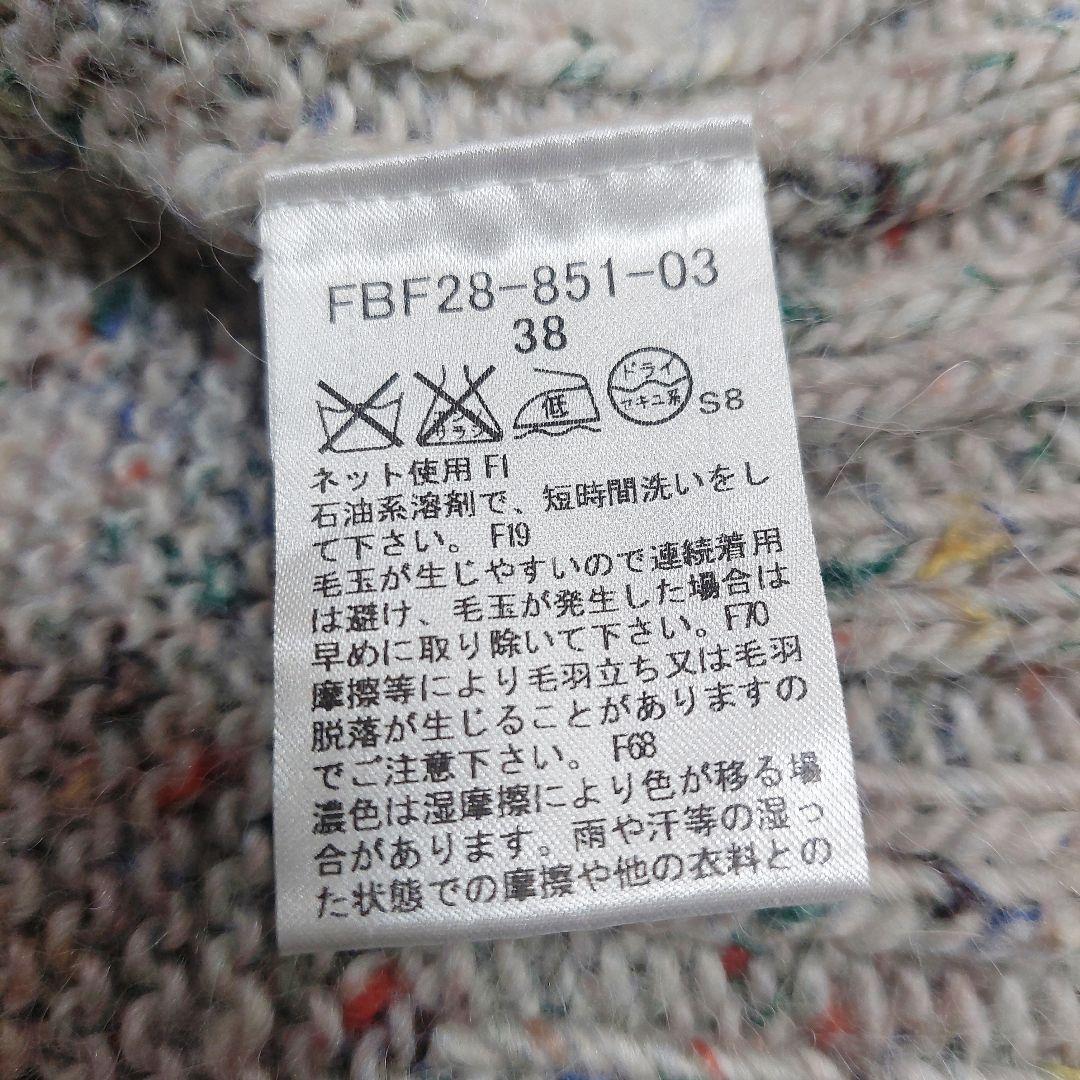 FBF28-851-03
38
低 ドライ セキユ系 S8
ネット使用 F1
石油系溶剤で、短時間洗いをし
て下さい。 F19
毛玉が生じやすいので連続着用
は避け、毛玉が発生した場合は
早めに取り除いて下さい。F70
摩擦等により毛羽立ち又は毛羽
脱落が生じることがありますの
でご注意下さい。 F68
濃色は湿摩擦により色が移る場
合があります。雨や汗等の湿っ
た状態での摩擦や他の衣料との